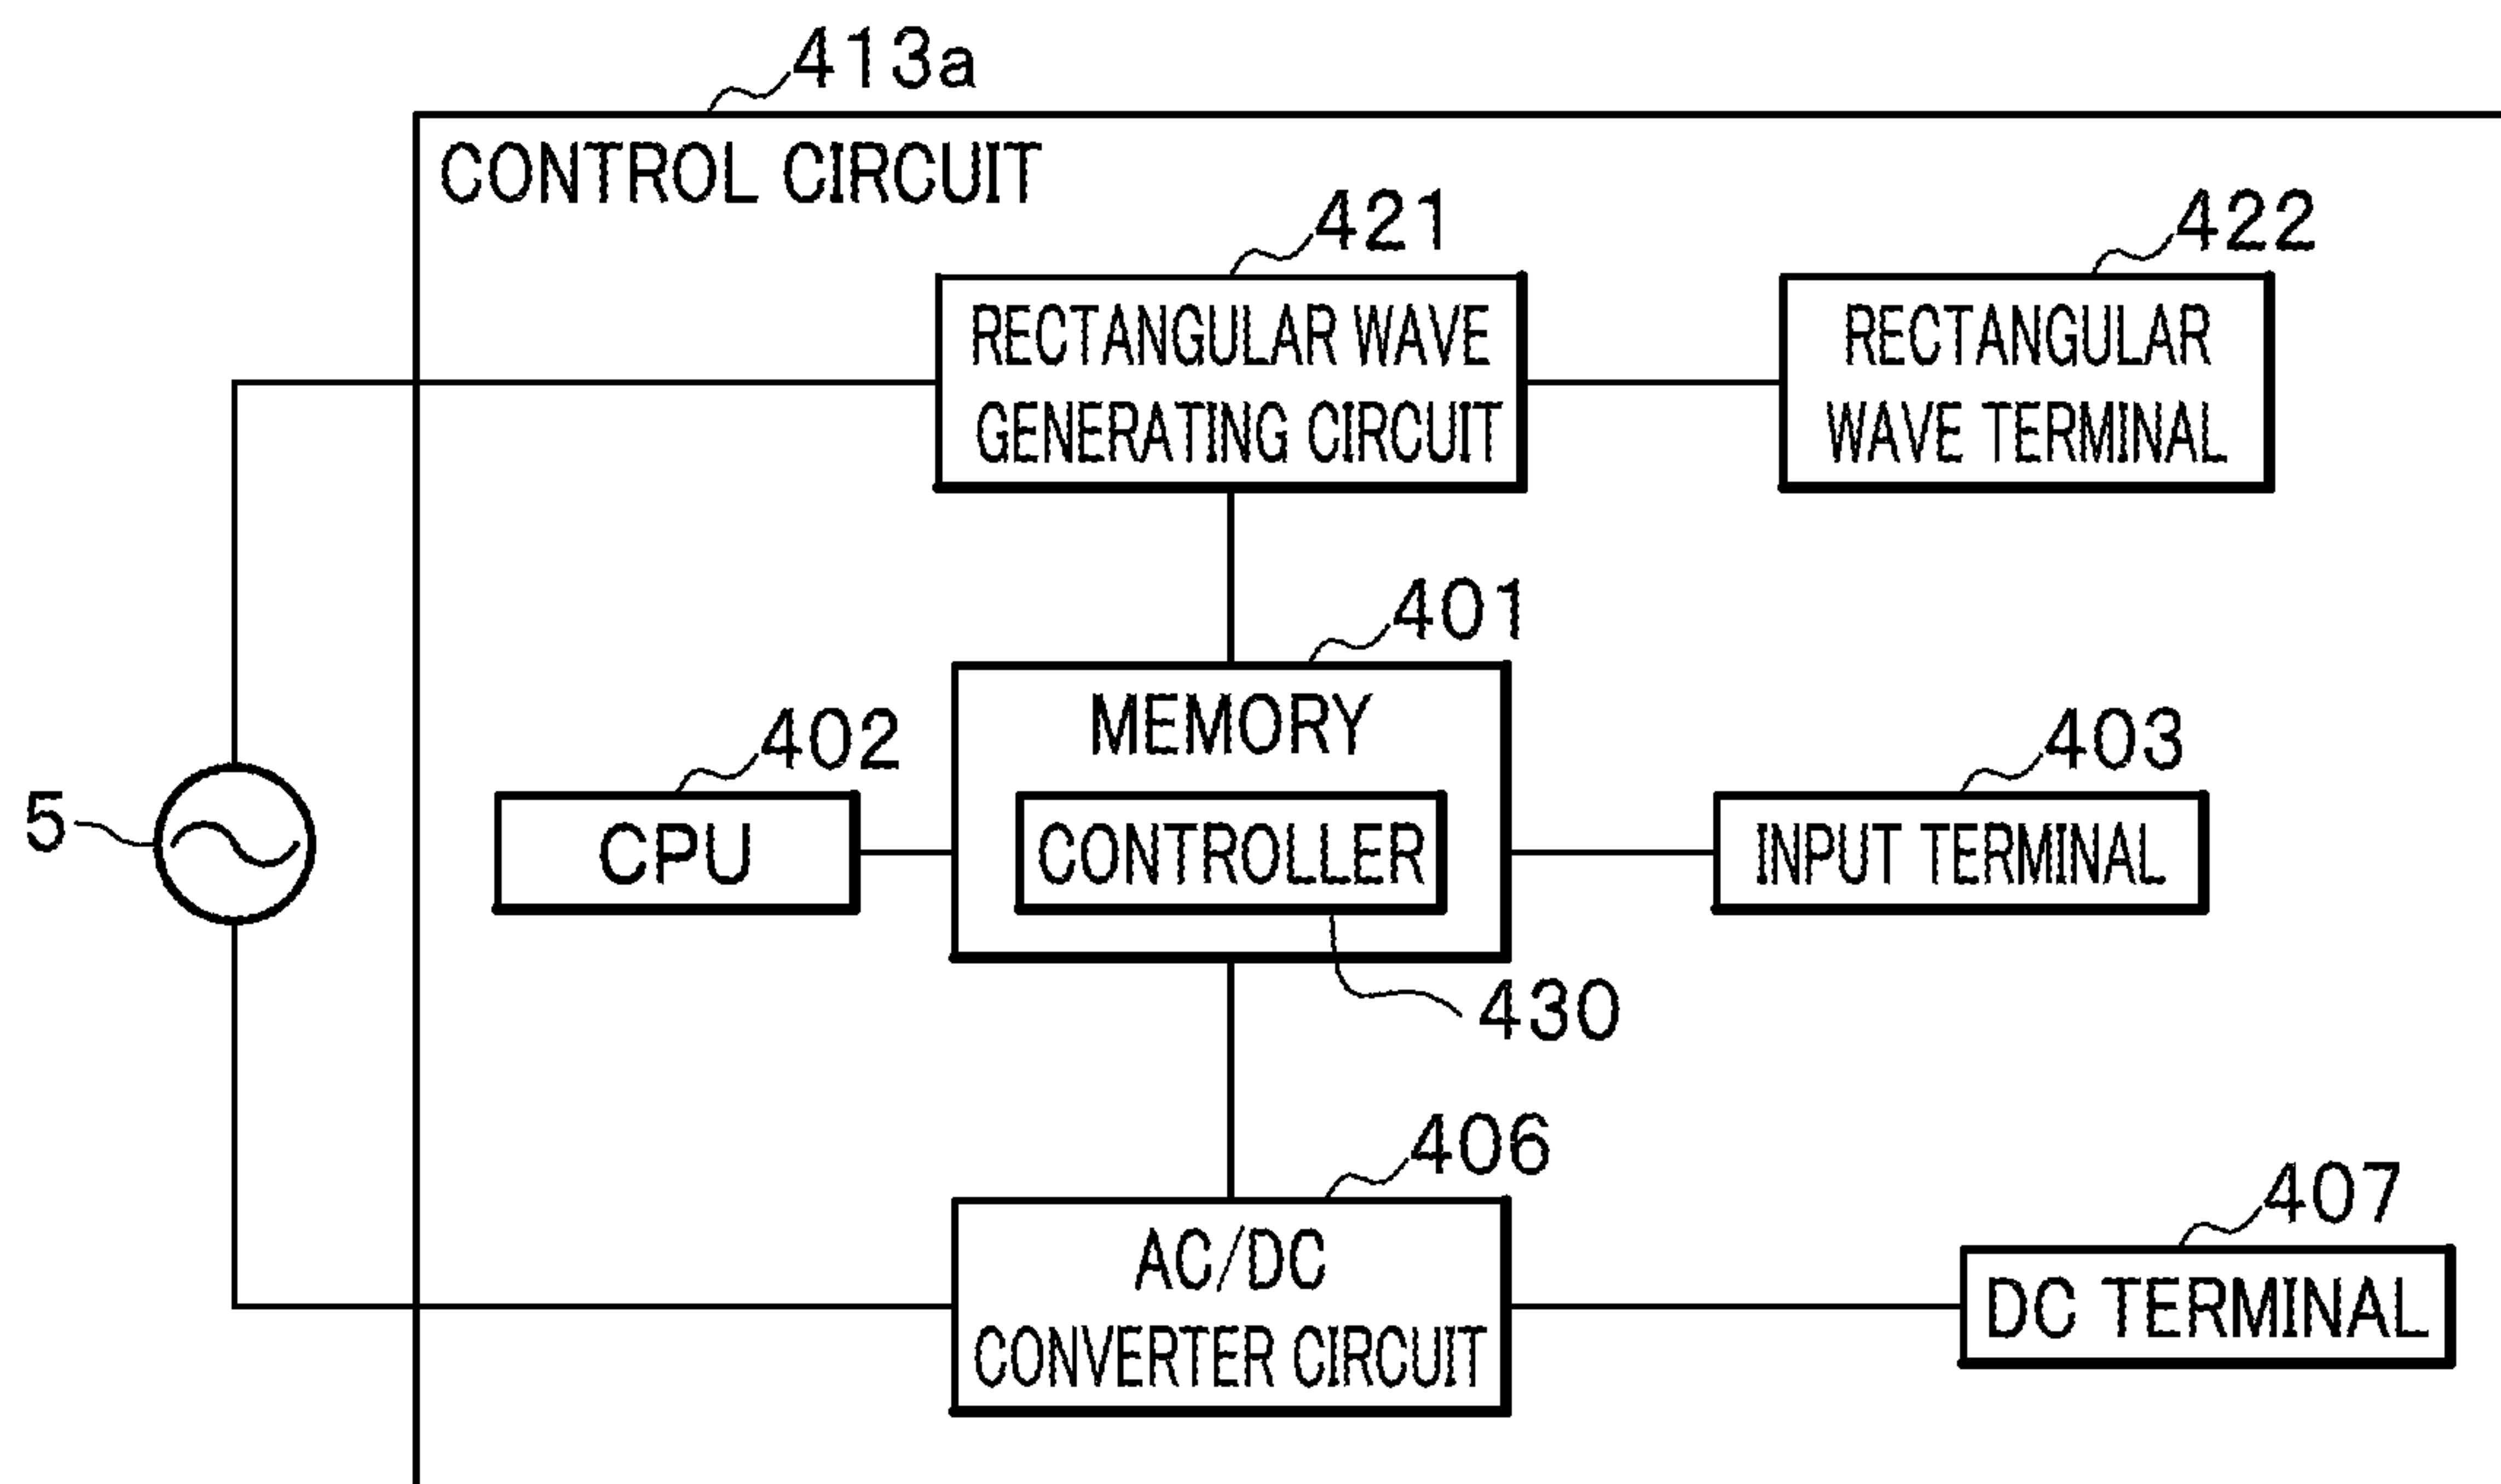 413a
CONTROL CIRCUIT
421
422
RECTANGULAR WAVE
GENERATING CIRCUIT
RECTANGULAR
WAVE TERMINAL
401
MEMORY
402
403
5
CPU
CONTROLLER
INPUT TERMINAL
430
406
407
AC/DC
CONVERTER CIRCUIT
DC TERMINAL